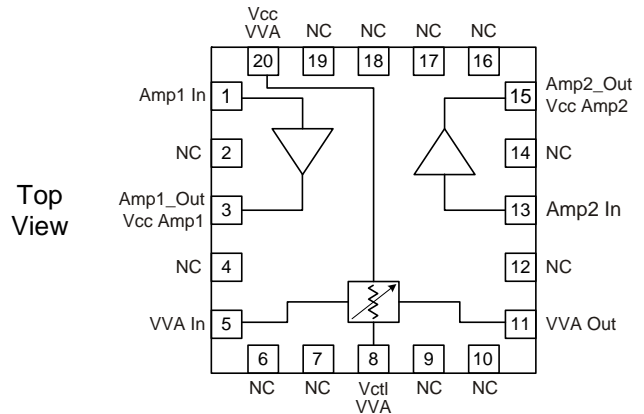 Vcc
VVA
NC
NC
NC
NC
20
19
18
17
16
Amp1 In
1
15
Amp2_Out
Vcc Amp2
NC
2
14
NC
Top
View
Amp1_Out
Vcc Amp1
3
13
Amp2 In
NC
4
12
NC
VVA In
5
11
VVA Out
6
7
8
9
10
NC
NC
Vctl
VVA
NC
NC